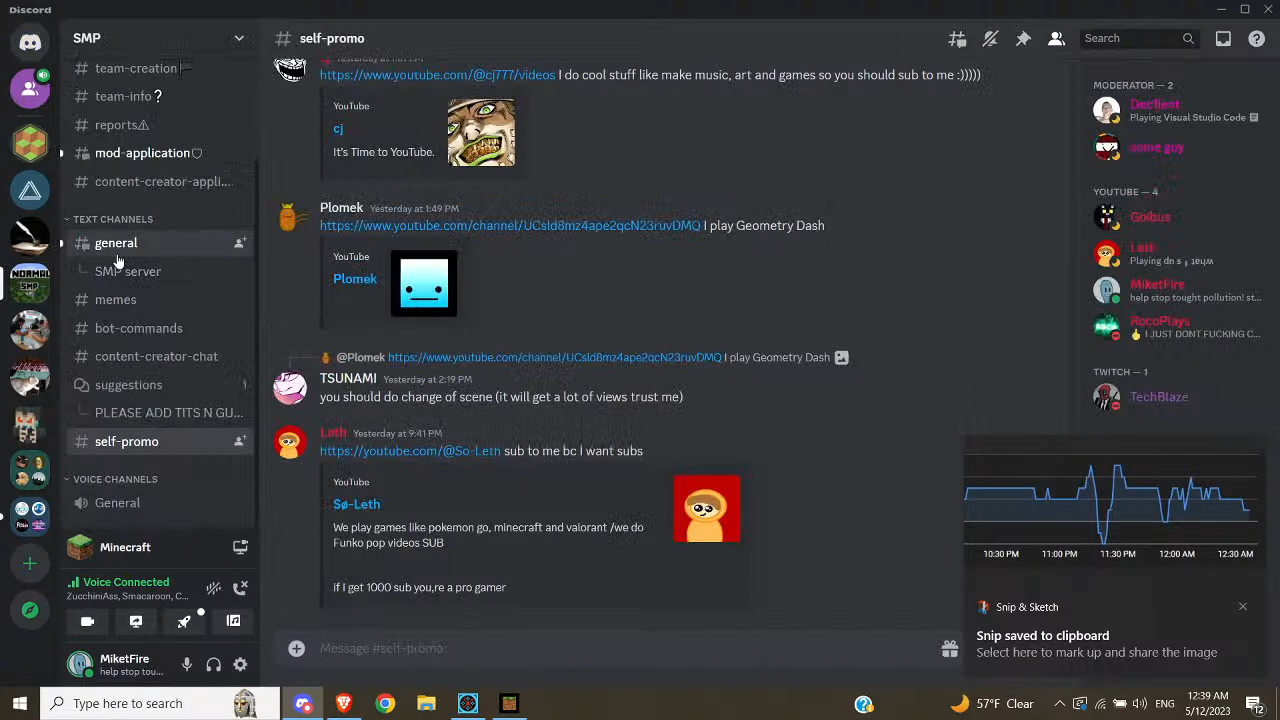 Discord
SMP
team-creation
team-info?
reports
mod-application
content-creator-appli...
TEXT CHANNELS
general
SMP server
memes
bot-commands
content-creator-chat
suggestions
PLEASE ADD TITS N GU...
self-promo
VOICE CHANNELS
General
Minecraft
Voice Connected
ZucchiniAss, Smacaroon, C...
MiketFire
help stop tou...
# self-promo
Search
https://www.youtube.com/@cj777/videos I do cool stuff like make music, art and games so you should sub to me :)))))
YouTube
cj
It's Time to YouTube.
Plomek Yesterday at 1:49 PM
https://www.youtube.com/channel/UCsld8mz4ape2qcN23ruvDMQ I play Geometry Dash
YouTube
Plomek
@Plomek https://www.youtube.com/channel/UCsld8mz4ape2qcN23ruvDMQ I play Geometry Dash
TSUNAMI Yesterday at 2:19 PM
you should do change of scene (it will get a lot of views trust me)
Leth Yesterday at 9:41 PM
https://youtube.com/@So-Leth sub to me bc I want subs
YouTube
Sø-Leth
We play games like pokemon go, minecraft and valorant /we do
Funko pop videos SUB
if I get 1000 sub you,re a pro gamer
Message #self-promo
MODERATOR — 2
Declient
Playing Visual Studio Code
some guy
YOUTUBE — 4
Goibus
Leth
MiketFire
help stop tought pollution! st...
RocoPlays
I JUST DONT FUCKING C...
TWITCH — 1
TechBlaze
10:30 PM 11:00 PM 11:30 PM 12:00 AM 12:30 AM
Snip & Sketch
Snip saved to clipboard
Select here to mark up and share the image
Type here to search
57°F Clear
ENG
12:39 AM
5/12/2023
12